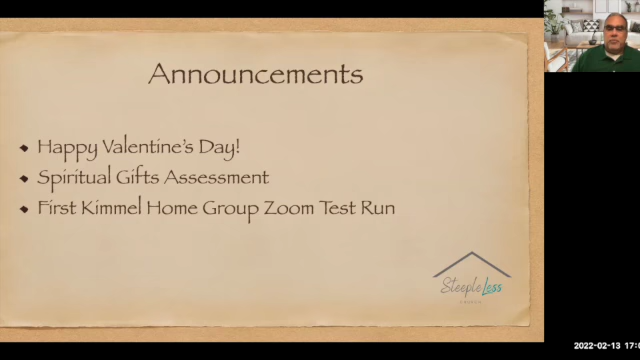 Announcements
Happy Valentine's Day!
Spiritual Gifts Assessment
First Kimmel Home Group Zoom Test Run
SteepleLess
CHURCH
2022-02-13 17:0